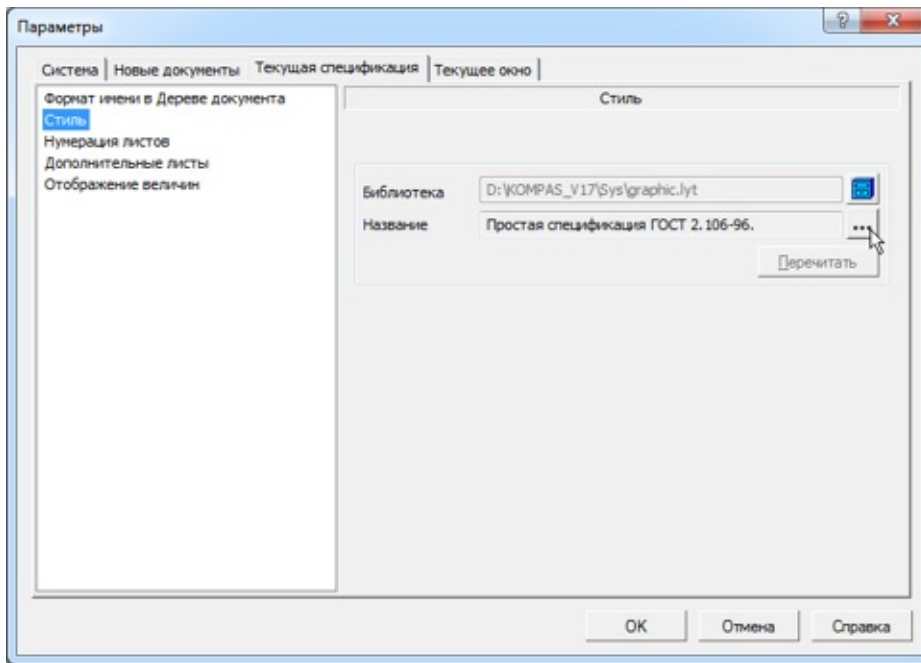 Параметры
Система Новые документы Текущая спецификация Текущее окно
Формат имени в Дереве документа
Стиль
Нумерация листов
Дополнительные листы
Отображение величин
Стиль
Библиотека D:\KOMPAS_V17\Sys\graphic.lyt
Название Простая спецификация ГОСТ 2.106-96. ...
Перечитать
OK Отмена Справка